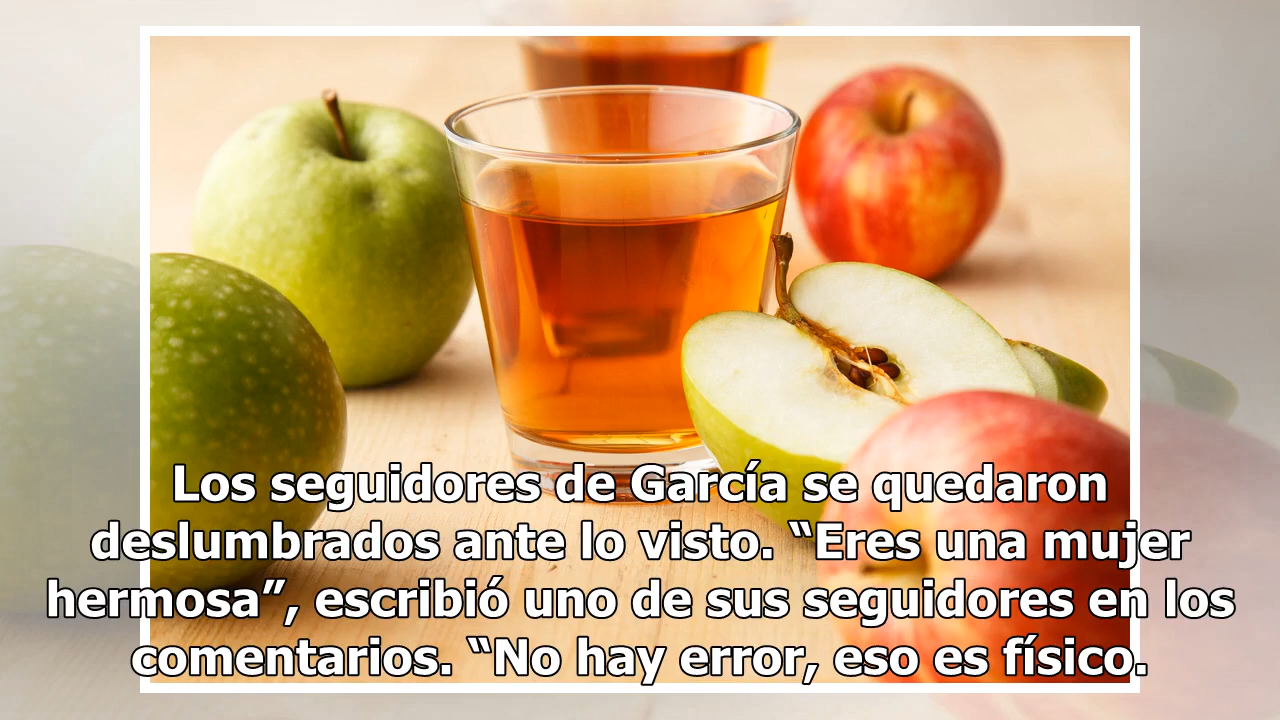 Los seguidores de García se quedaron
deslumbrados ante lo visto. “Eres una mujer
hermosa”, escribió uno de sus seguidores en los
comentarios. “No hay error, eso es físico.